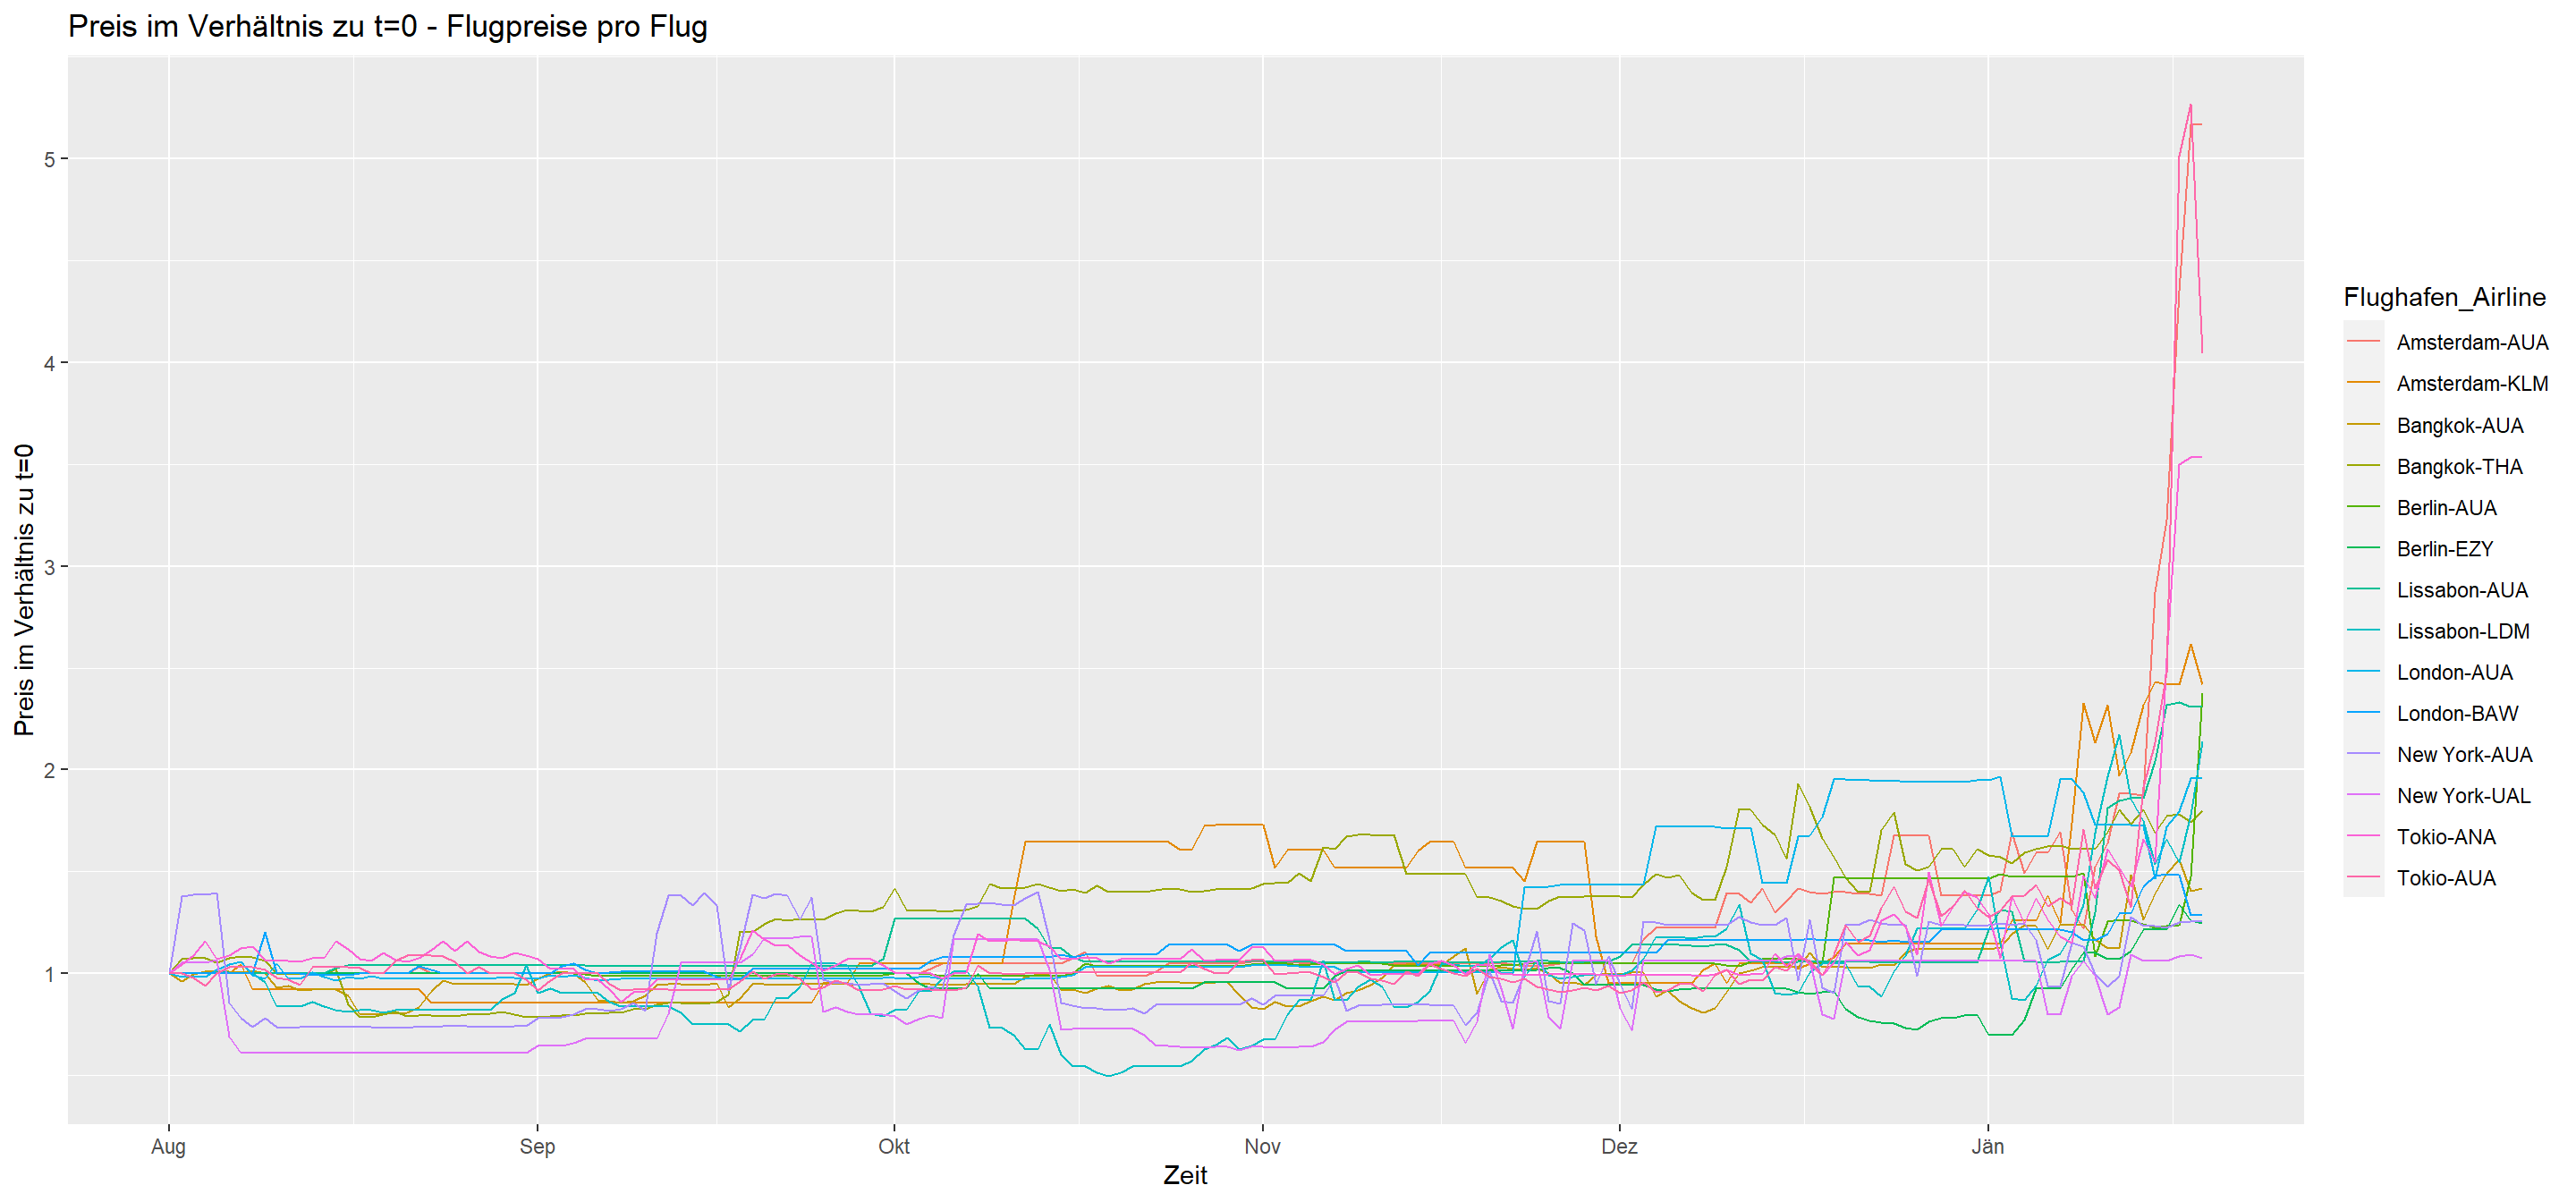 Preis im Verhältnis zu t=0 - Flugpreise pro Flug
Preis im Verhältnis zu t=0
5
4
3
2
1
Aug
Sep
Okt
Nov
Dez
Jän
Zeit
Flughafen_Airline
Amsterdam-AUA
Amsterdam-KLM
Bangkok-AUA
Bangkok-THA
Berlin-AUA
Berlin-EZY
Lissabon-AUA
Lissabon-LDM
London-AUA
London-BAW
New York-AUA
New York-UAL
Tokio-ANA
Tokio-AUA